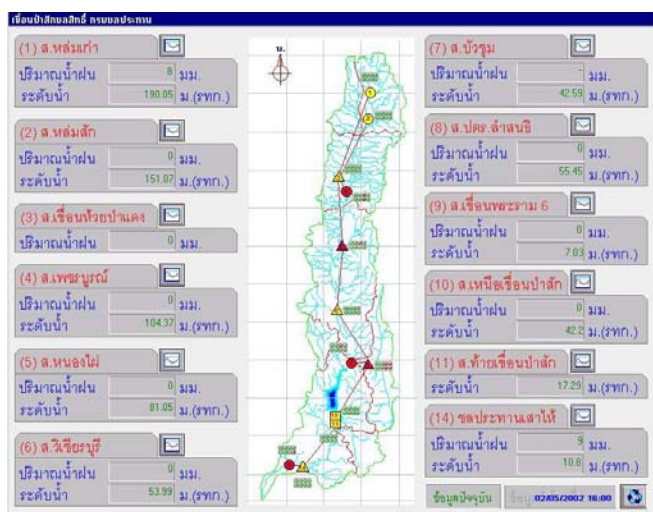 เขื่อนป่าสักชลสิทธิ์ กรมชลประทาน
(1) ส.หล่มเก่า
ปริมาณน้ำฝน 8 มม.
ระดับน้ำ 190.05 ม.(รทก.)
(2) ส.หล่มสัก
ปริมาณน้ำฝน 0 มม.
ระดับน้ำ 151.07 ม.(รทก.)
(3) ส.เขื่อนห้วยป่าแดง
ปริมาณน้ำฝน 0 มม.
(4) ส.เพชรบูรณ์
ปริมาณน้ำฝน 0 มม.
ระดับน้ำ 104.37 ม.(รทก.)
(5) ส.หนองไผ่
ปริมาณน้ำฝน 0 มม.
ระดับน้ำ 81.05 ม.(รทก.)
(6) ส.วิเชียรบุรี
ปริมาณน้ำฝน 0 มม.
ระดับน้ำ 53.99 ม.(รทก.)
น.
1
2
(7) ส.บัวชุม
ปริมาณน้ำฝน - มม.
ระดับน้ำ 42.59 ม.(รทก.)
(8) ส.ปตร.ลำสนธิ
ปริมาณน้ำฝน 0 มม.
ระดับน้ำ 55.45 ม.(รทก.)
(9) ส.เขื่อนพระราม 6
ปริมาณน้ำฝน 0 มม.
ระดับน้ำ 7.03 ม.(รทก.)
(10) ส.เหนือเขื่อนป่าสัก
ปริมาณน้ำฝน 0 มม.
ระดับน้ำ 42.2 ม.(รทก.)
(11) ส.ท้ายเขื่อนป่าสัก
ระดับน้ำ 17.29 ม.(รทก.)
(14) ชลประทานเสาไห้
ปริมาณน้ำฝน 9 มม.
ระดับน้ำ 10.8 ม.(รทก.)
ข้อมูลปัจจุบัน 02/05/2002 16:00